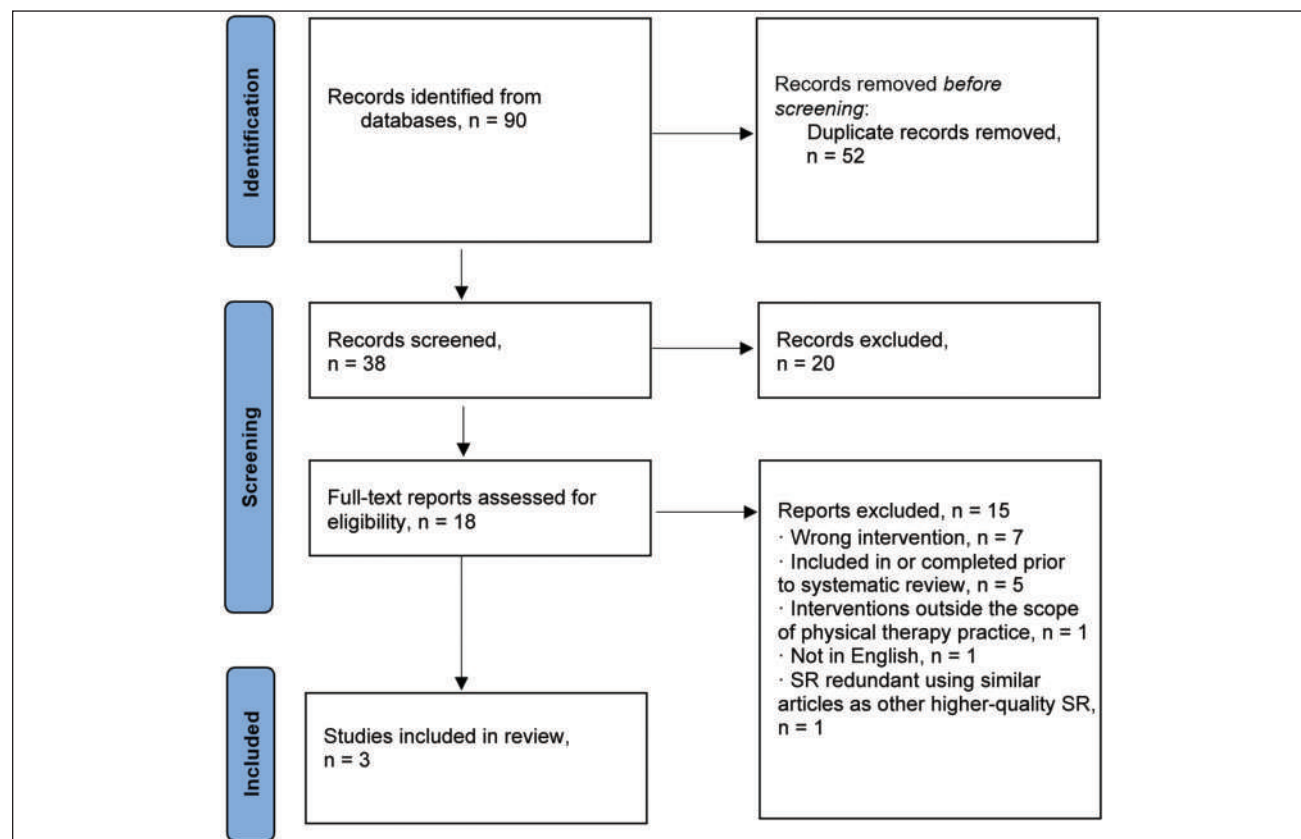 Identification
Records identified from
databases, n = 90
Records removed before
screening:
Duplicate records removed,
n = 52
Screening
Records screened,
n = 38
Records excluded,
n = 20
Full-text reports assessed for
eligibility, n = 18
Reports excluded, n = 15
· Wrong intervention, n = 7
· Included in or completed prior
to systematic review, n = 5
· Interventions outside the scope
of physical therapy practice, n = 1
· Not in English, n = 1
· SR redundant using similar
articles as other higher-quality SR,
n = 1
Included
Studies included in review,
n = 3